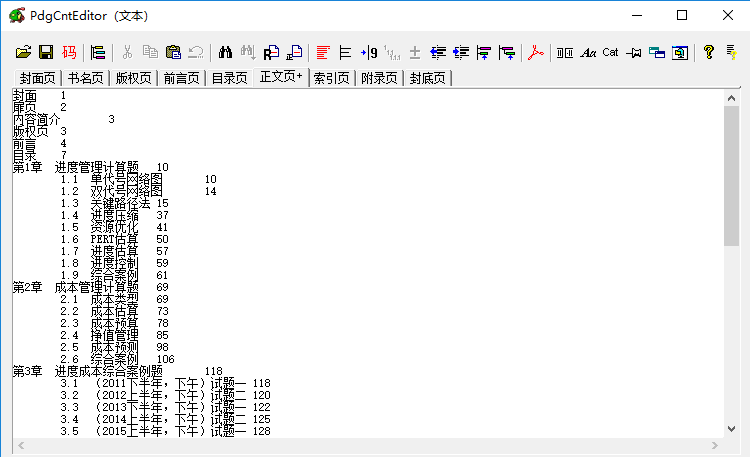 PdgCntEditor（文本）
码 R 9 Aa Cat ?
封面页 书名页 版权页 前言页 目录页 正文页+ 索引页 附录页 封底页
封面 1
扉页 2
内容简介 3
版权页 3
前言 4
目录 7
第1章 进度管理计算题 10
1.1 单代号网络图 10
1.2 双代号网络图 14
1.3 关键路径法 15
1.4 进度压缩 37
1.5 资源优化 41
1.6 PERT估算 50
1.7 进度估算 57
1.8 进度控制 59
1.9 综合案例 61
第2章 成本管理计算题 69
2.1 成本类型 69
2.2 成本估算 73
2.3 成本预算 78
2.4 挣值管理 85
2.5 成本预测 98
2.6 综合案例 106
第3章 进度成本综合案例题 118
3.1 （2011下半年，下午）试题一 118
3.2 （2012上半年，下午）试题二 120
3.3 （2013下半年，下午）试题一 122
3.4 （2014上半年，下午）试题二 125
3.5 （2015上半年，下午）试题一 128